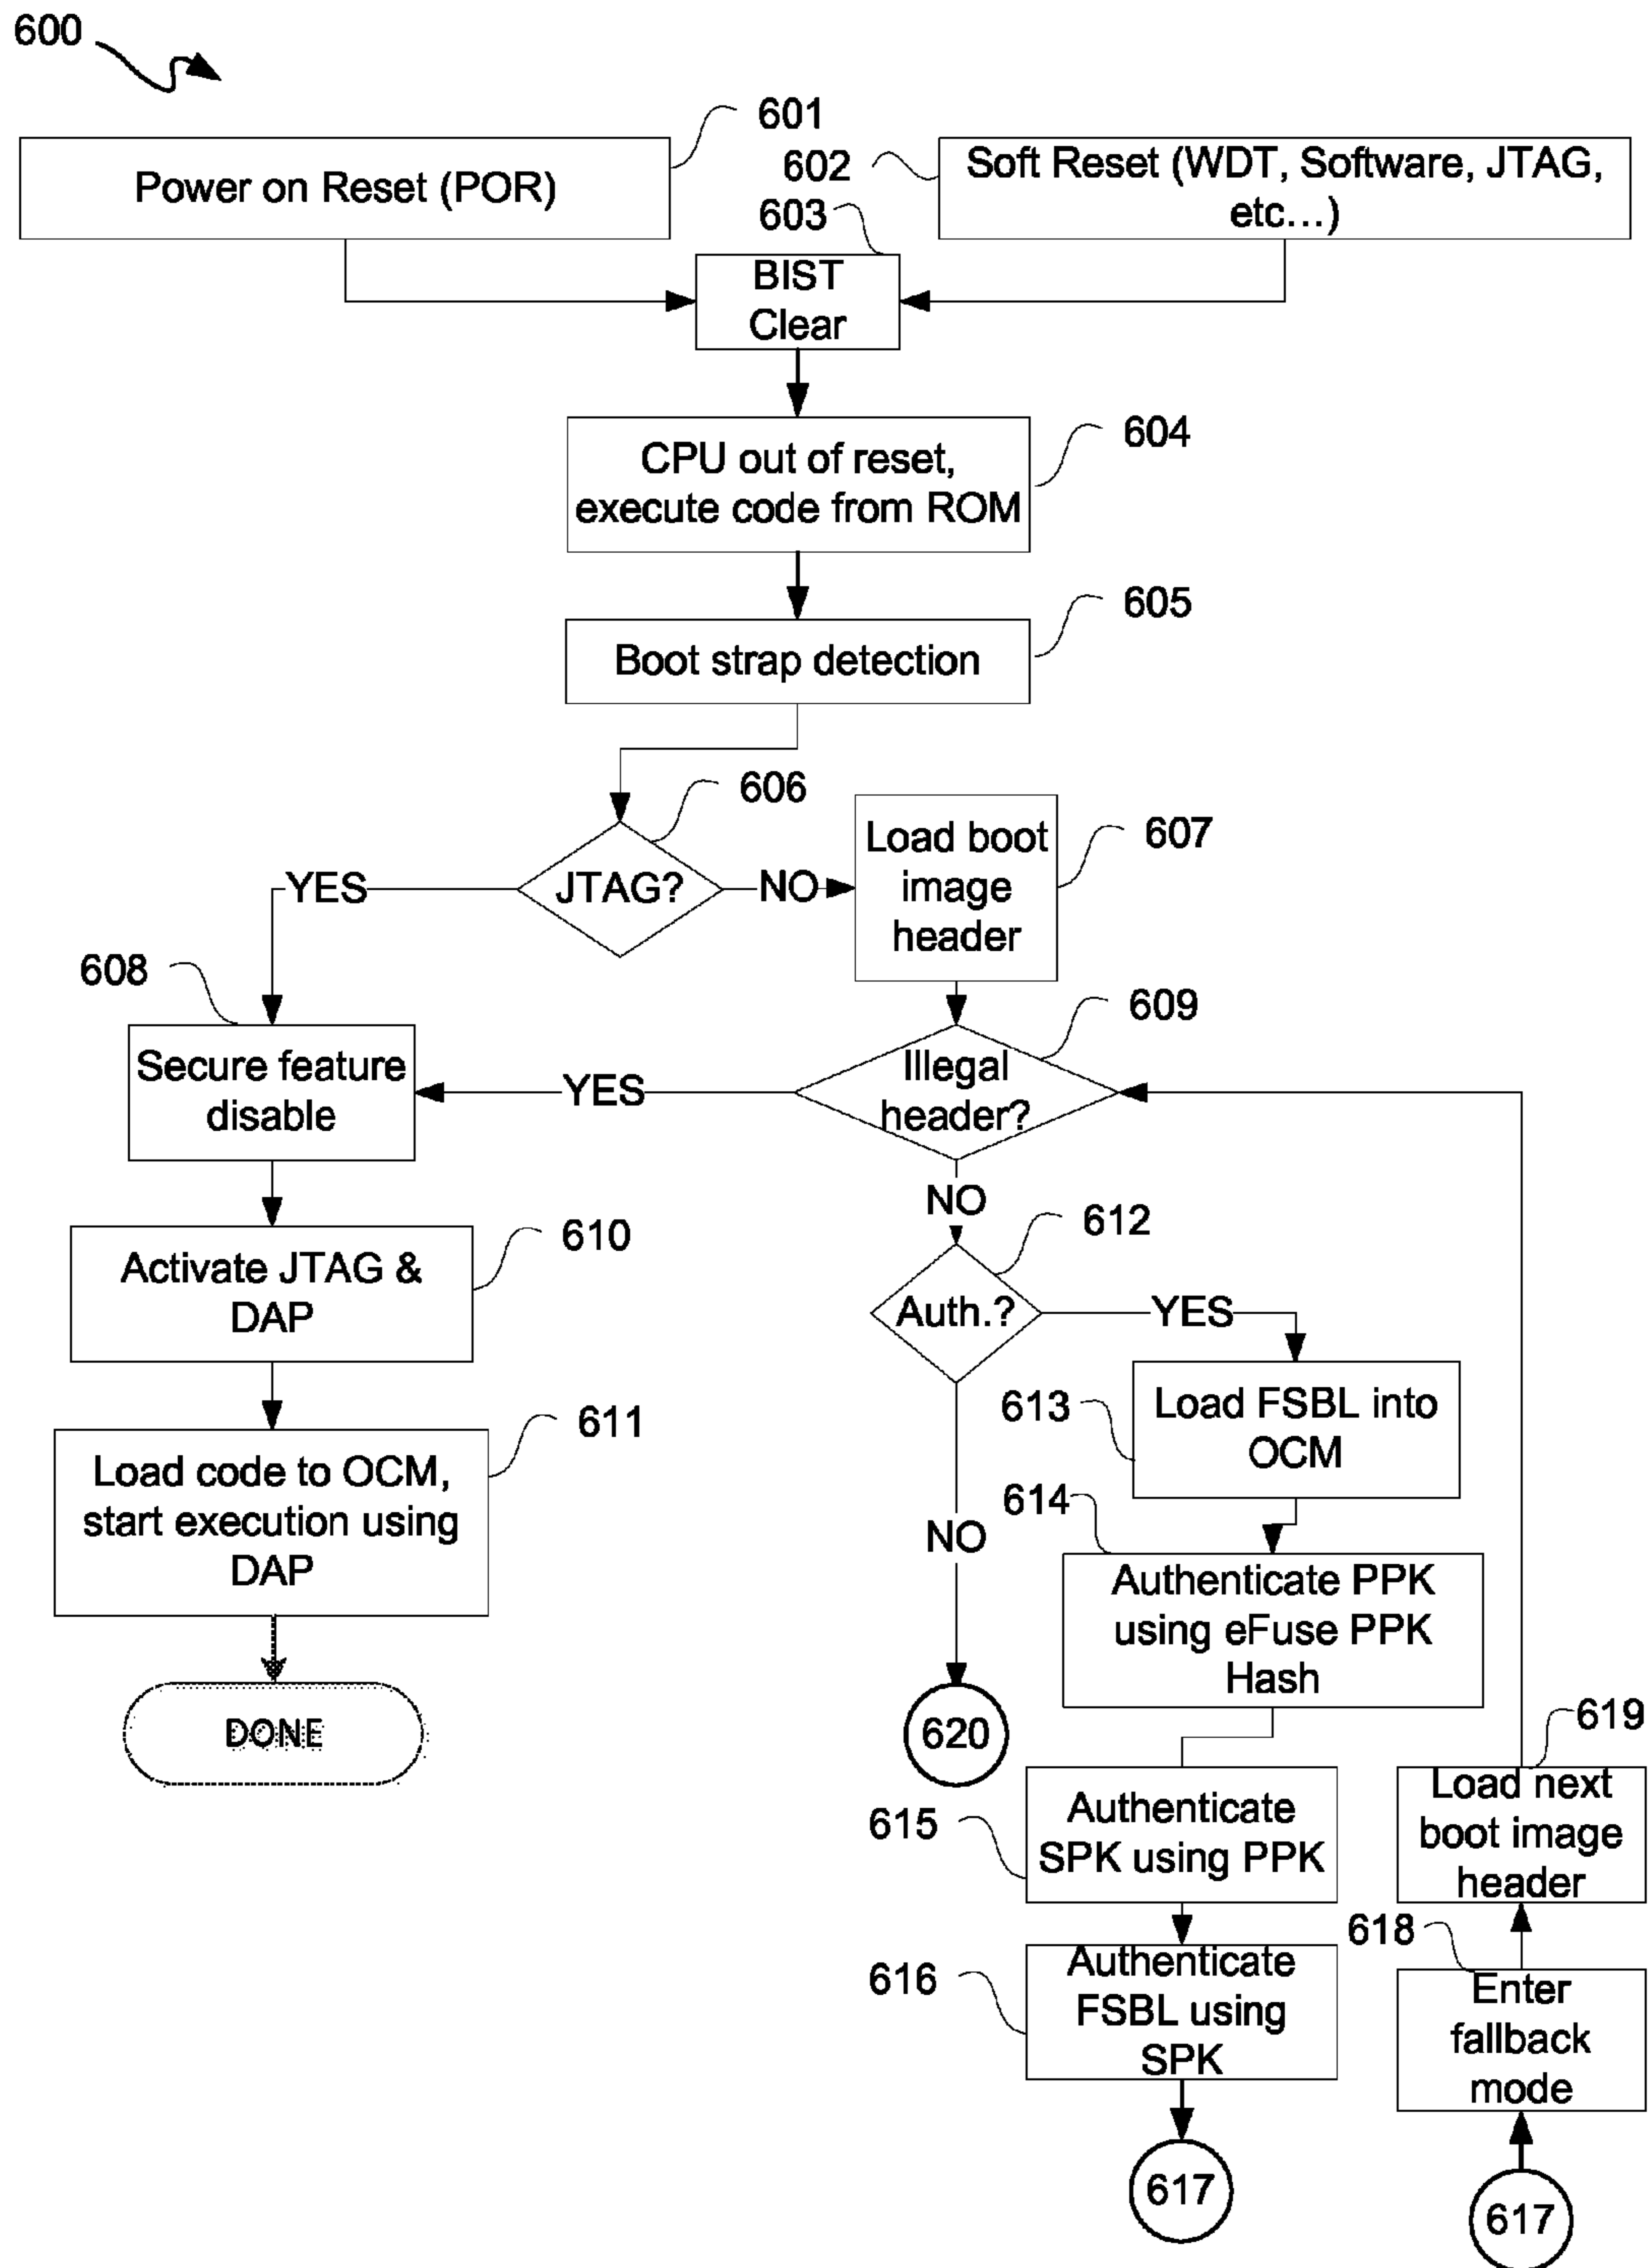 600
601
Power on Reset (POR)
602
Soft Reset (WDT, Software, JTAG,
etc...)
603
BIST
Clear
604
CPU out of reset,
execute code from ROM
605
Boot strap detection
606
JTAG?
YES
NO
607
Load boot
image
header
608
Secure feature
disable
609
Illegal
header?
YES
NO
610
Activate JTAG &
DAP
611
Load code to OCM,
start execution using
DAP
DONE
612
Auth.?
YES
NO
620
613
Load FSBL into
OCM
614
Authenticate PPK
using eFuse PPK
Hash
615
Authenticate
SPK using PPK
616
Authenticate
FSBL using
SPK
617
619
Load next
boot image
header
618
Enter
fallback
mode
617